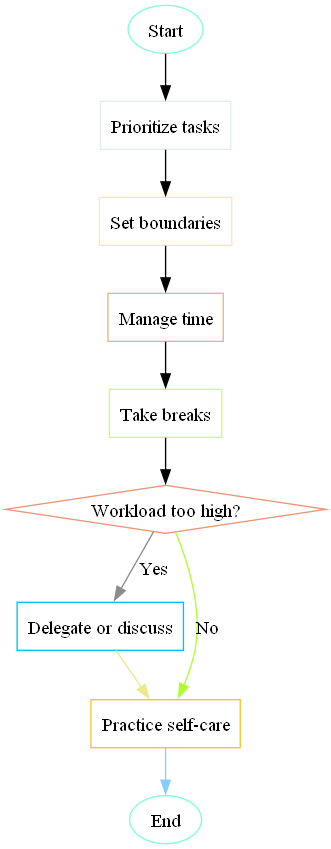 Start
Prioritize tasks
Set boundaries
Manage time
Take breaks
Workload too high?
Yes
Delegate or discuss
No
Practice self-care
End